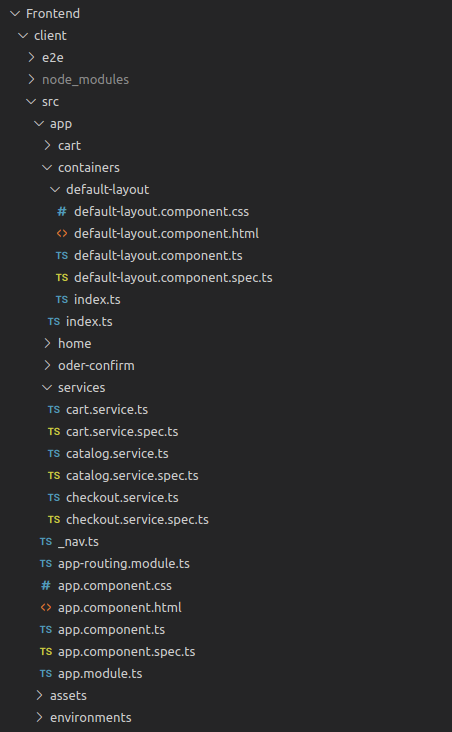 Frontend
client
e2e
node_modules
src
app
cart
containers
default-layout
# default-layout.component.css
<> default-layout.component.html
TS default-layout.component.ts
TS default-layout.component.spec.ts
TS index.ts
TS index.ts
home
oder-confirm
services
TS cart.service.ts
TS cart.service.spec.ts
TS catalog.service.ts
TS catalog.service.spec.ts
TS checkout.service.ts
TS checkout.service.spec.ts
TS _nav.ts
TS app-routing.module.ts
# app.component.css
<> app.component.html
TS app.component.ts
TS app.component.spec.ts
TS app.module.ts
assets
environments